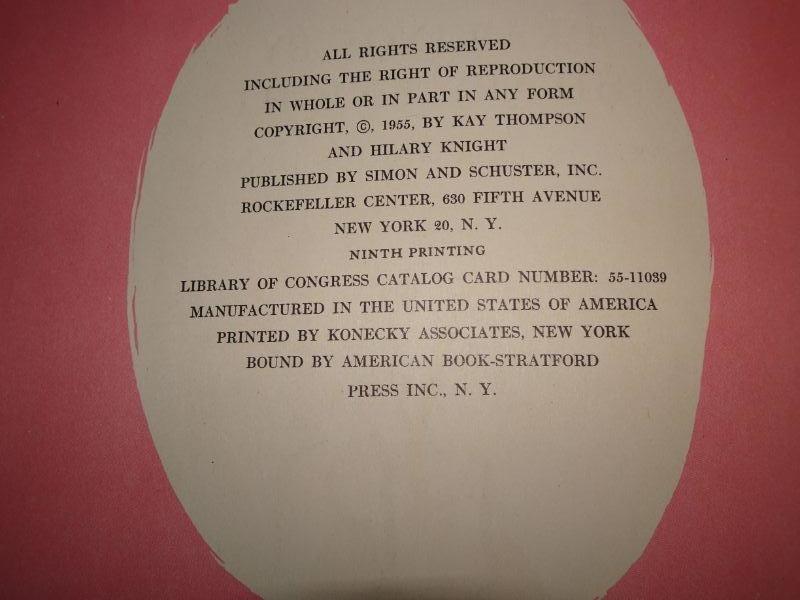 ALL RIGHTS RESERVED
INCLUDING THE RIGHT OF REPRODUCTION
IN WHOLE OR IN PART IN ANY FORM
COPYRIGHT, ©, 1955, BY KAY THOMPSON
AND HILARY KNIGHT
PUBLISHED BY SIMON AND SCHUSTER, INC.
ROCKEFELLER CENTER, 630 FIFTH AVENUE
NEW YORK 20, N. Y.
NINTH PRINTING
LIBRARY OF CONGRESS CATALOG CARD NUMBER: 55-11039
MANUFACTURED IN THE UNITED STATES OF AMERICA
PRINTED BY KONECKY ASSOCIATES, NEW YORK
BOUND BY AMERICAN BOOK-STRATFORD
PRESS INC., N. Y.